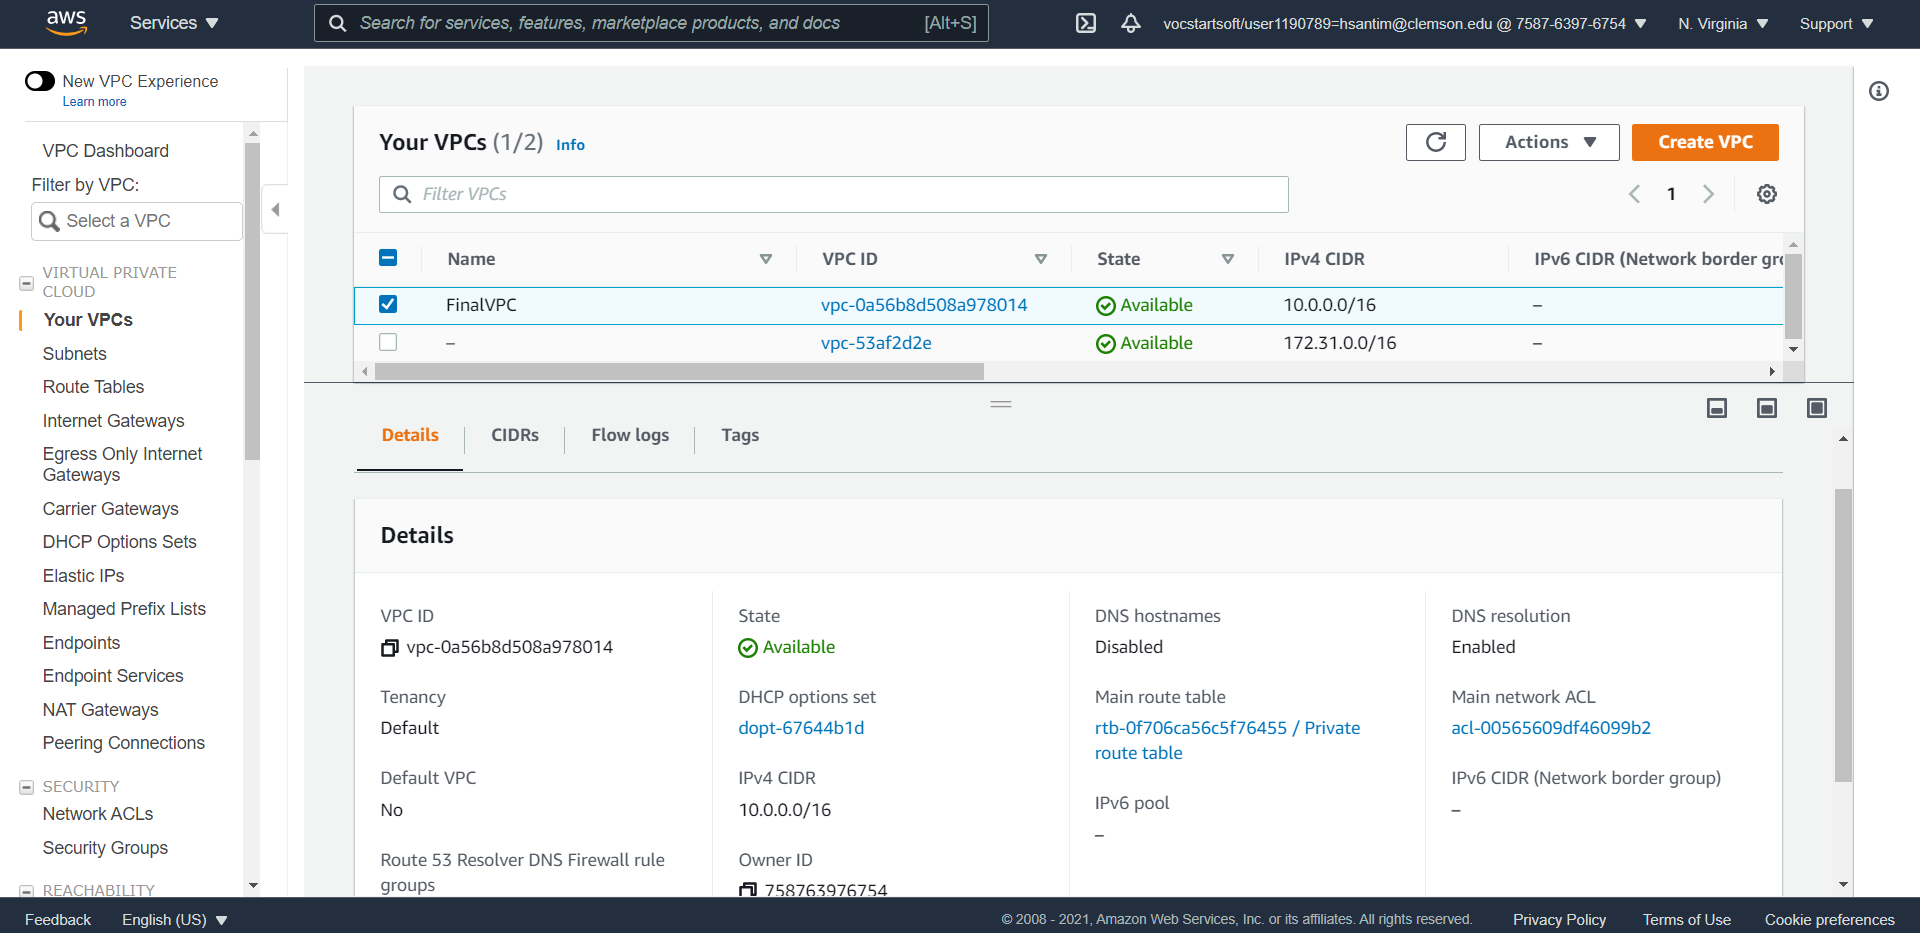 aws
Services
Search for services, features, marketplace products, and docs [Alt+S]
vocstartsoft/user1190789=hsantim@clemson.edu @ 7587-6397-6754
N. Virginia
Support
New VPC Experience
Learn more
VPC Dashboard
Filter by VPC:
Select a VPC
VIRTUAL PRIVATE
CLOUD
Your VPCs
Subnets
Route Tables
Internet Gateways
Egress Only Internet
Gateways
Carrier Gateways
DHCP Options Sets
Elastic IPs
Managed Prefix Lists
Endpoints
Endpoint Services
NAT Gateways
Peering Connections
SECURITY
Network ACLs
Security Groups
REACHABILITY
Your VPCs (1/2) Info
Actions
Create VPC
Filter VPCs
1
Name VPC ID State IPv4 CIDR IPv6 CIDR (Network border gr
FinalVPC vpc-0a56b8d508a978014 Available 10.0.0.0/16 –
– vpc-53af2d2e Available 172.31.0.0/16 –
Details CIDRs Flow logs Tags
Details
VPC ID
vpc-0a56b8d508a978014
State
Available
DNS hostnames
Disabled
DNS resolution
Enabled
Tenancy
Default
DHCP options set
dopt-67644b1d
Main route table
rtb-0f706ca56c5f76455 / Private
route table
Main network ACL
acl-00565609df46099b2
Default VPC
No
IPv4 CIDR
10.0.0.0/16
IPv6 pool
–
IPv6 CIDR (Network border group)
–
Route 53 Resolver DNS Firewall rule
groups
Owner ID
758763976754
Feedback
English (US)
© 2008 - 2021, Amazon Web Services, Inc. or its affiliates. All rights reserved.
Privacy Policy
Terms of Use
Cookie preferences